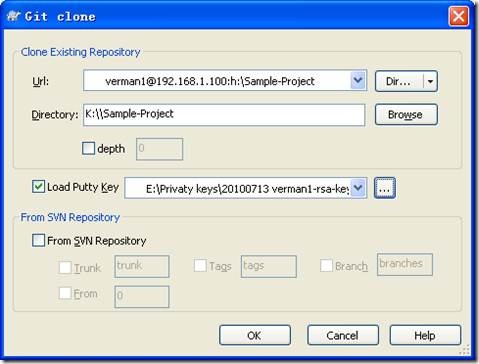 Git clone
Clone Existing Repository
Url: verman1@192.168.1.100:h:\Sample-Project Dir...
Directory: K:\\Sample-Project Browse
depth 0
Load Putty Key E:\Privaty keys\20100713 verman1-rsa-key ...
From SVN Repository
From SVN Repository
Trunk trunk Tags tags Branch branches
From 0
OK Cancel Help